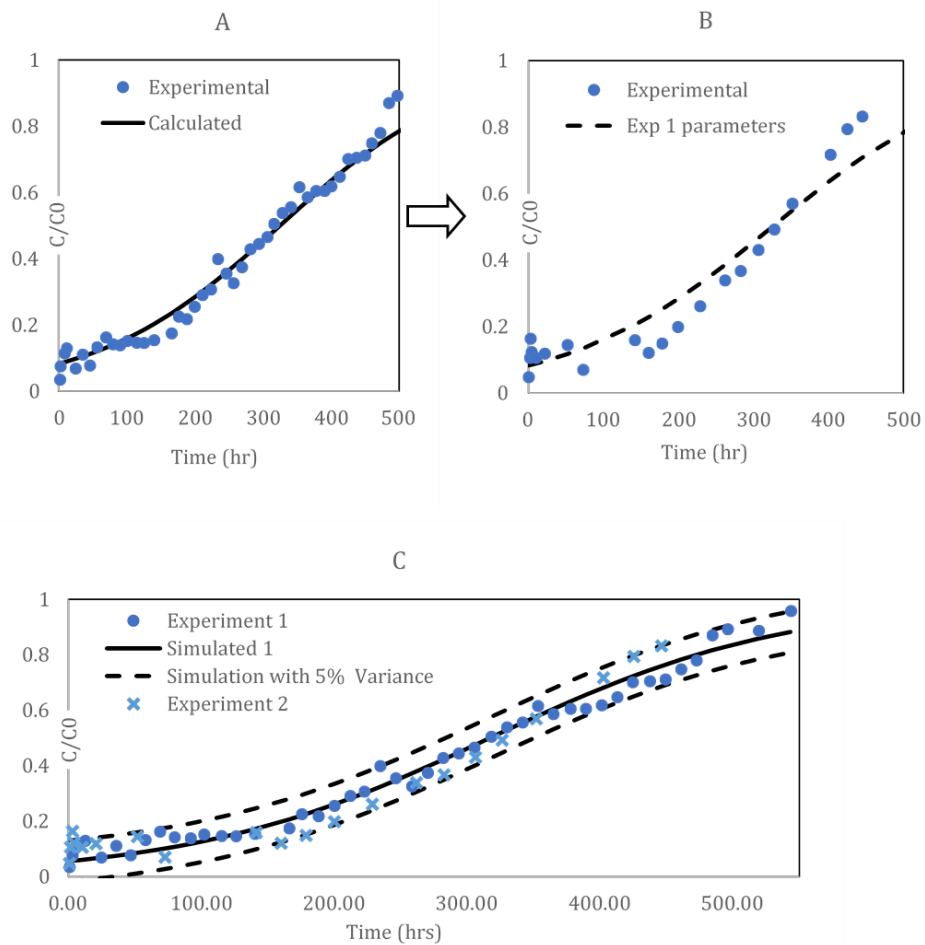 A
1
0.8
0.6
0.4
0.2
0
C/C0
Experimental
Calculated
0 100 200 300 400 500
Time (hr)
B
1
0.8
0.6
0.4
0.2
0
C/C0
Experimental
Exp 1 parameters
0 100 200 300 400 500
Time (hr)
C
1
0.8
0.6
0.4
0.2
0
C/C0
Experiment 1
Simulated 1
Simulation with 5% Variance
Experiment 2
0.00 100.00 200.00 300.00 400.00 500.00
Time (hrs)